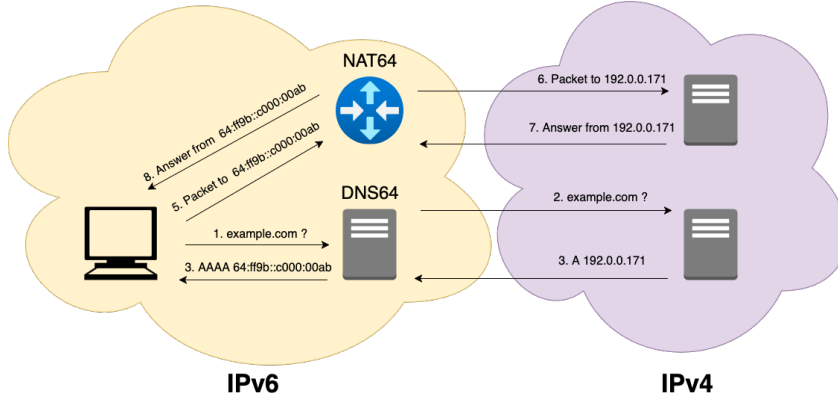 NAT64
6. Packet to 192.0.0.171
8. Answer from 64:ff9b::c000:00ab
7. Answer from 192.0.0.171
5. Packet to 64:ff9b::c000:00ab
DNS64
1. example.com ?
2. example.com ?
3. AAAA 64:ff9b::c000:00ab
3. A 192.0.0.171
IPv6
IPv4